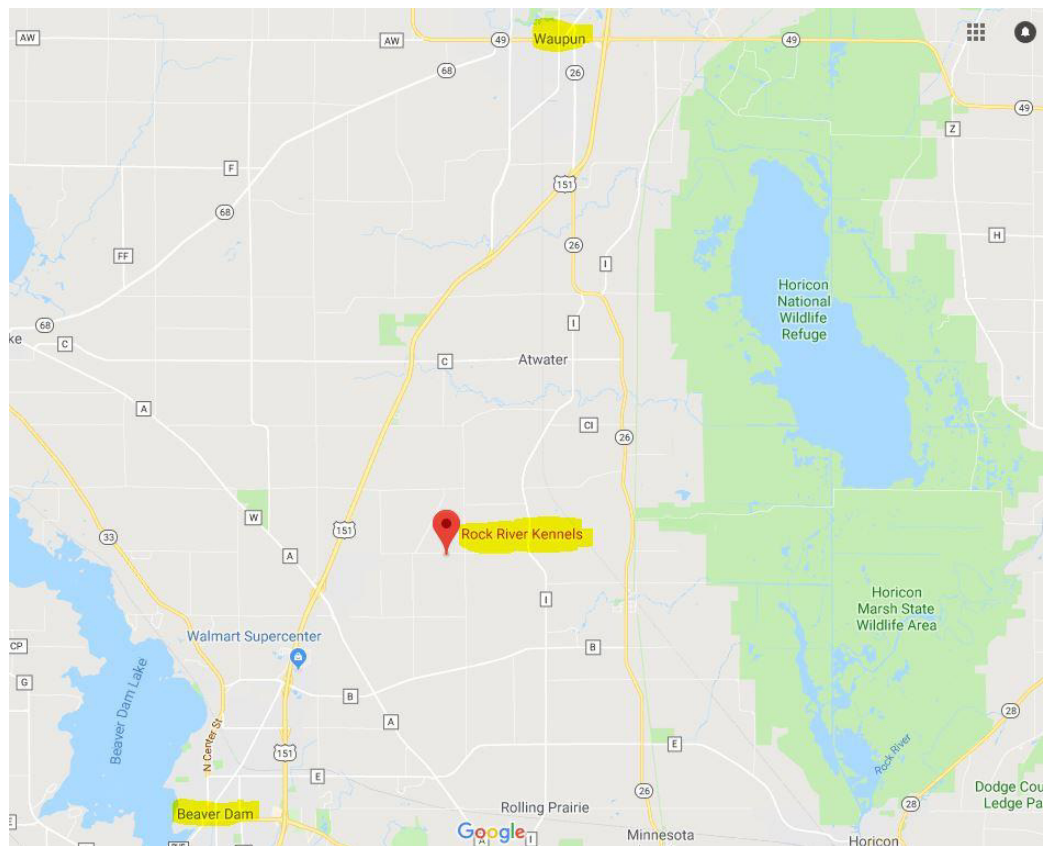 AW
AW
49
Waupun
49
26
68
49
Z
F
151
68
H
26
FF
I
Horicon
National
Wildlife
Refuge
68
I
ke
C
C
Atwater
A
CI
26
W
151
Rock River Kennels
33
A
I
Horicon
Marsh State
Wildlife Area
Walmart Supercenter
CP
B
G
Beaver Dam Lake
B
28
A
N Center St
151
E
Rock River
E
26
Dodge Cou
Ledge Pa
Beaver Dam
Rolling Prairie
28
Google
A
I
Minnesota
Horicon